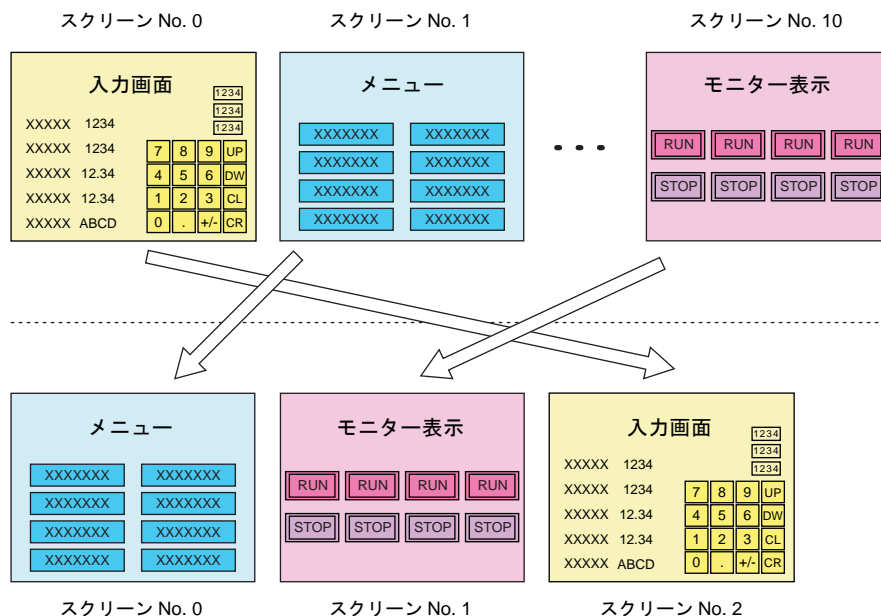 スクリーン No. 0
スクリーン No. 1
スクリーン No. 10
入力画面
1234
1234
1234
XXXXX 1234
XXXXX 1234
XXXXX 12.34
XXXXX 12.34
XXXXX ABCD
7 8 9 UP
4 5 6 DW
1 2 3 CL
0 . +/- CR
メニュー
XXXXXXX XXXXXXX
XXXXXXX XXXXXXX
XXXXXXX XXXXXXX
XXXXXXX XXXXXXX
. . .
モニター表示
RUN RUN RUN RUN
STOP STOP STOP STOP
メニュー
XXXXXXX XXXXXXX
XXXXXXX XXXXXXX
XXXXXXX XXXXXXX
XXXXXXX XXXXXXX
モニター表示
RUN RUN RUN RUN
STOP STOP STOP STOP
入力画面
1234
1234
1234
XXXXX 1234
XXXXX 1234
XXXXX 12.34
XXXXX 12.34
XXXXX ABCD
7 8 9 UP
4 5 6 DW
1 2 3 CL
0 . +/- CR
スクリーン No. 0
スクリーン No. 1
スクリーン No. 2